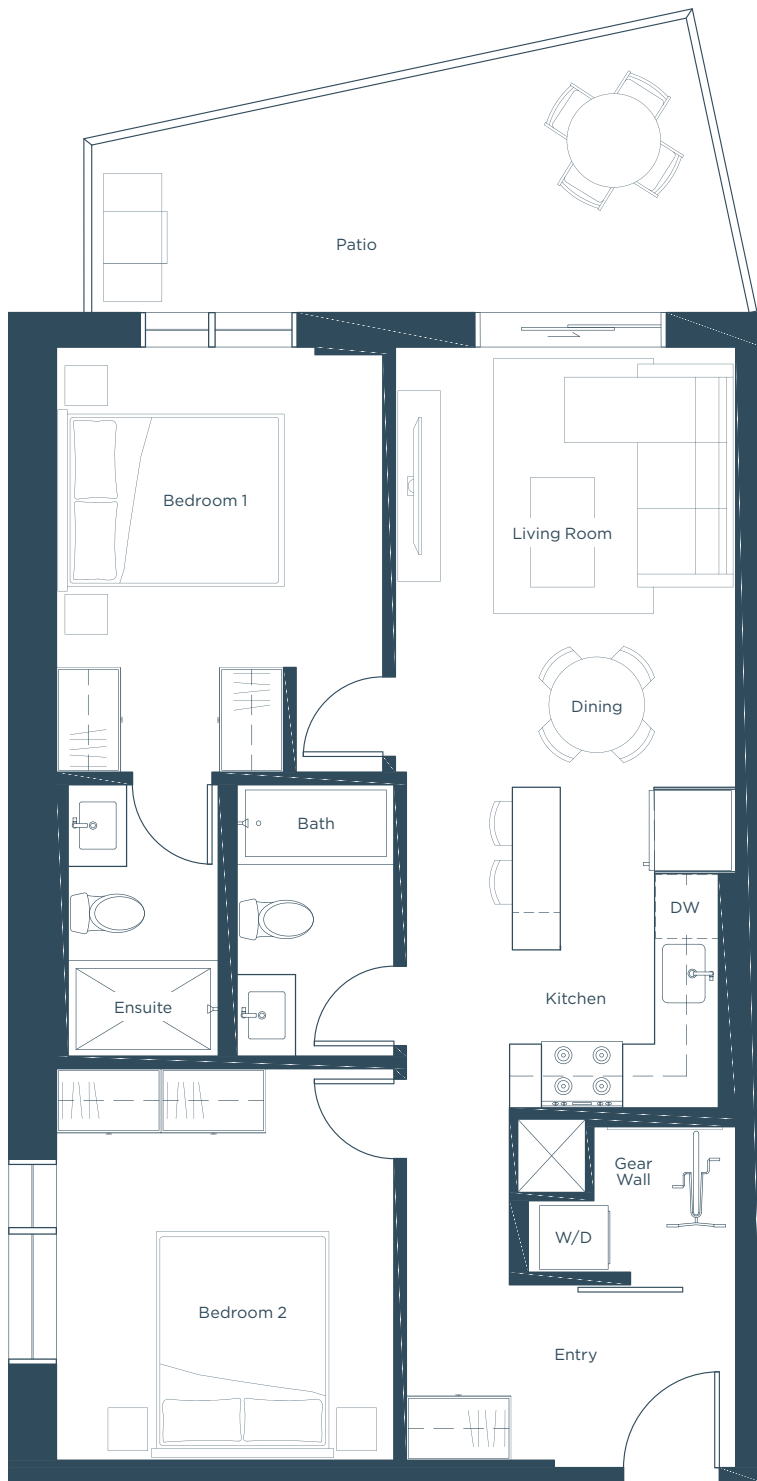 Patio
Bedroom 1
Living Room
Dining
Bath
DW
Kitchen
Ensuite
Gear
Wall
W/D
Bedroom 2
Entry